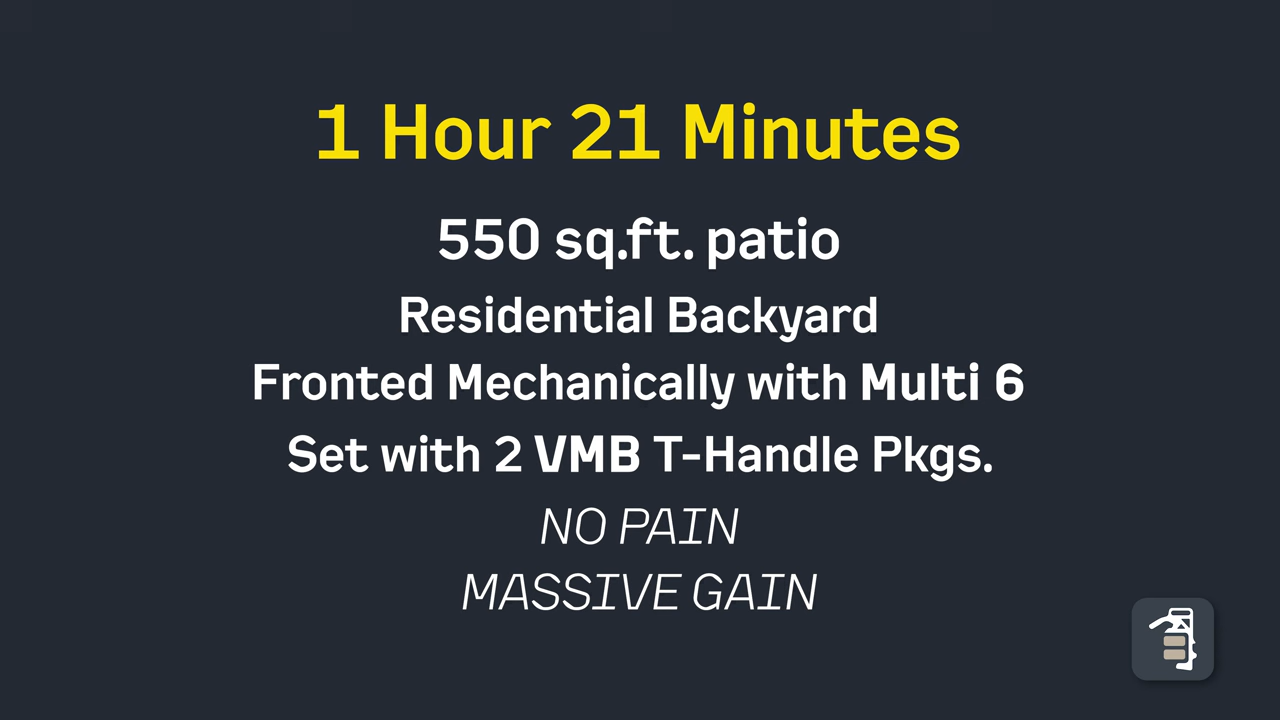 1 Hour 21 Minutes
550 sq.ft. patio
Residential Backyard
Fronted Mechanically with Multi 6
Set with 2 VMB T-Handle Pkgs.
NO PAIN
MASSIVE GAIN